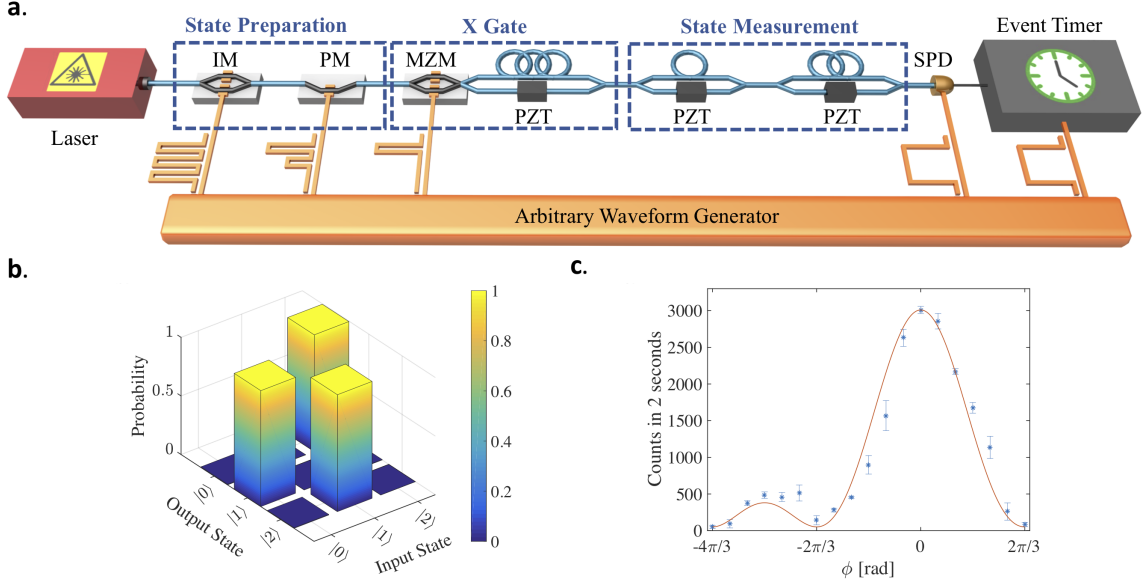 a.
State Preparation
X Gate
State Measurement
Event Timer
IM
PM
MZM
SPD
PZT
PZT
PZT
Laser
Arbitrary Waveform Generator
b.
1
0.5
0
Probability
|0⟩
|1⟩
|2⟩
Output State
|0⟩
|1⟩
|2⟩
Input State
1
0.8
0.6
0.4
0.2
0
c.
3000
2500
2000
1500
1000
500
0
Counts in 2 seconds
-4π/3
-2π/3
0
2π/3
ϕ [rad]